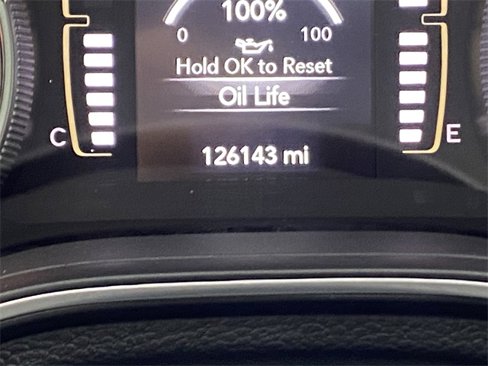 100%
0 100
Hold OK to Reset
Oil Life
C E
126143 mi